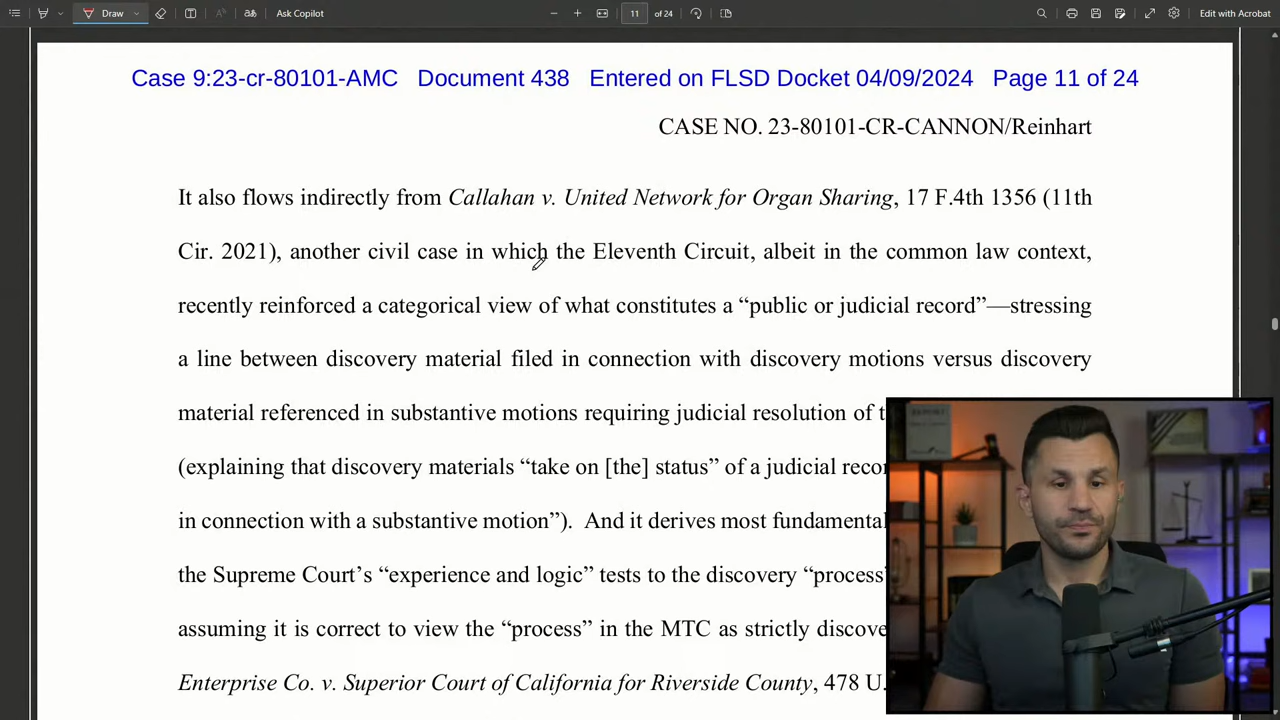 Draw
Ask Copilot
11 of 24
Edit with Acrobat
Case 9:23-cr-80101-AMC Document 438 Entered on FLSD Docket 04/09/2024 Page 11 of 24
CASE NO. 23-80101-CR-CANNON/Reinhart
It also flows indirectly from Callahan v. United Network for Organ Sharing, 17 F.4th 1356 (11th
Cir. 2021), another civil case in which the Eleventh Circuit, albeit in the common law context,
recently reinforced a categorical view of what constitutes a “public or judicial record”—stressing
a line between discovery material filed in connection with discovery motions versus discovery
material referenced in substantive motions requiring judicial resolution of
(explaining that discovery materials “take on [the] status” of a judicial
in connection with a substantive motion”). And it derives most
the Supreme Court’s “experience and logic” tests to the discovery “process
assuming it is correct to view the “process” in the MTC as strictly
Enterprise Co. v. Superior Court of California for Riverside County, 478 U.